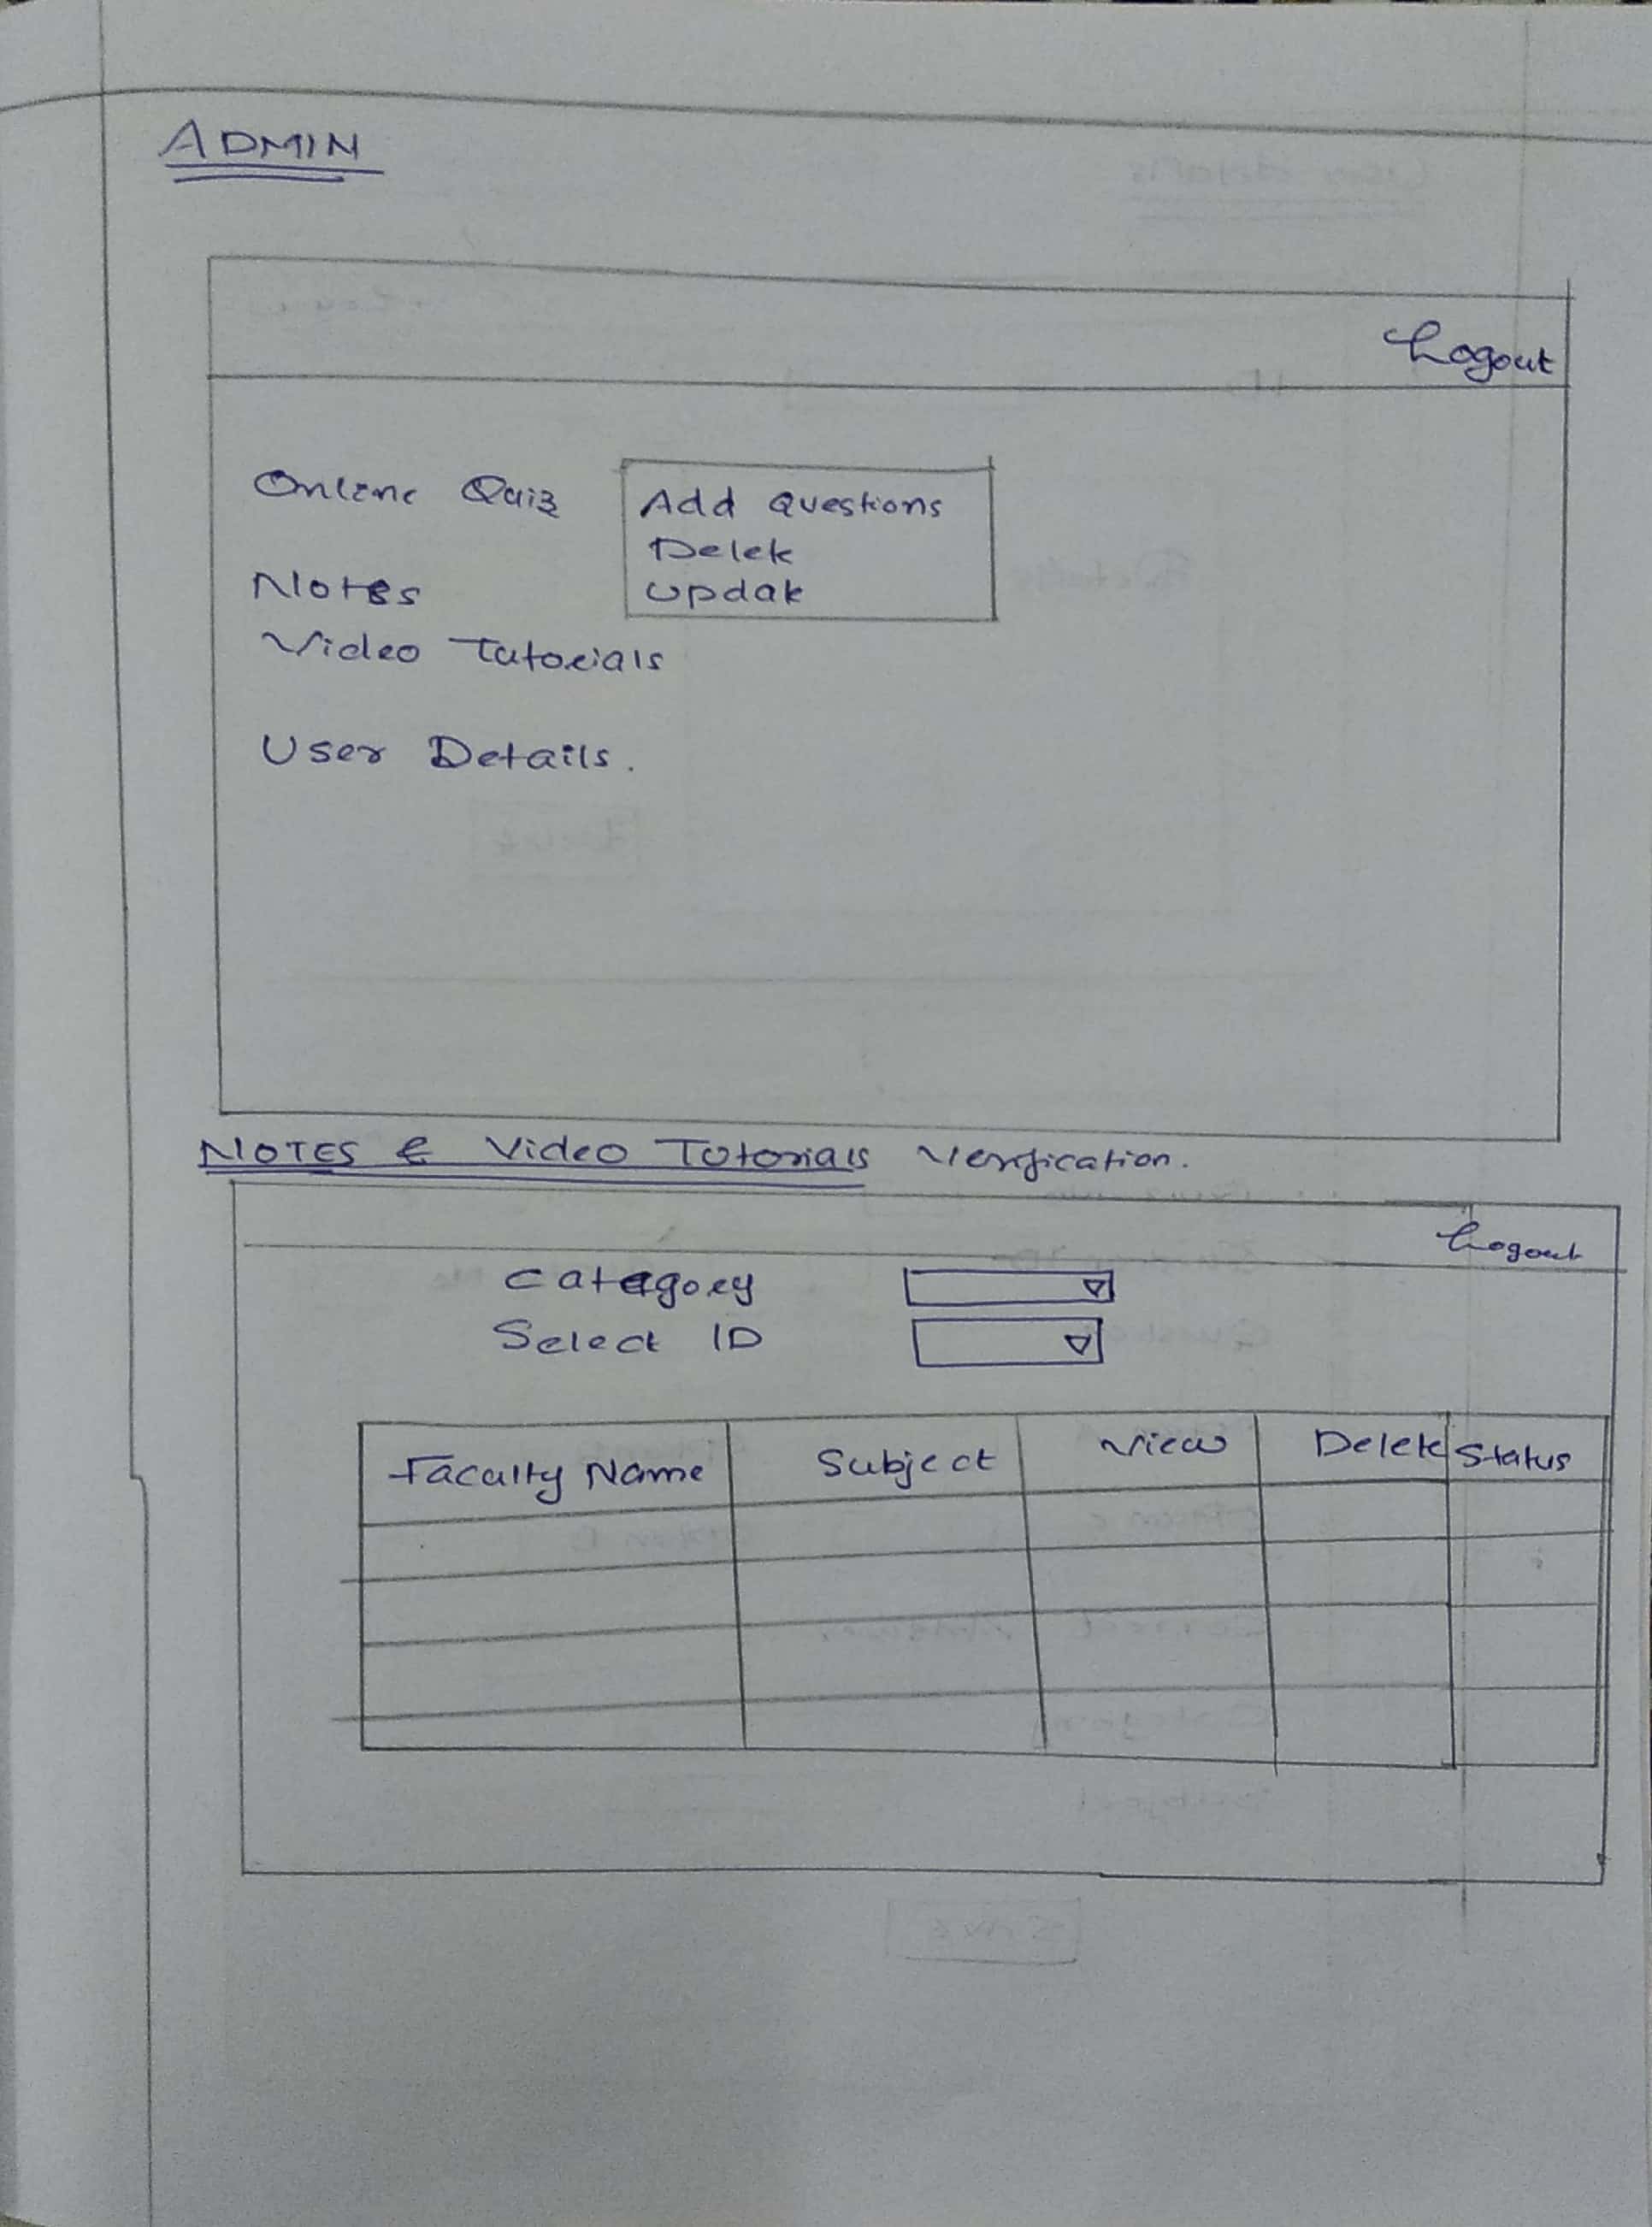 ADMIN
Logout
Online Quiz
Add Questions
Delete
Update
Notes
Video Tutorials
User Details.
NOTES & Video Tutorials Verification.
Logout
Category
Select ID
Faculty Name Subject View Delete Status